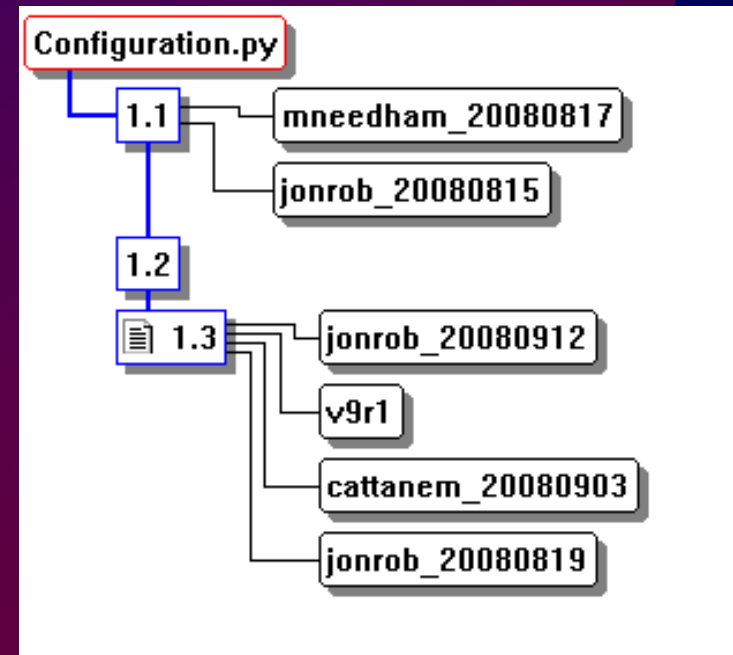 Configuration.py
1.1
mneedham_20080817
jonrob_20080815
1.2
1.3
jonrob_20080912
v9r1
cattanem_20080903
jonrob_20080819